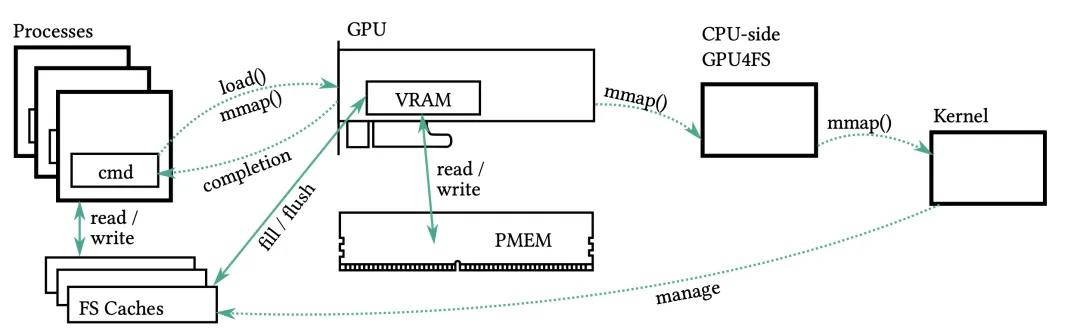 Processes
GPU
CPU-side
GPU4FS
load()
mmap()
VRAM
mmap()
mmap()
Kernel
cmd
completion
read /
write
read /
write
fill / flush
PMEM
FS Caches
manage